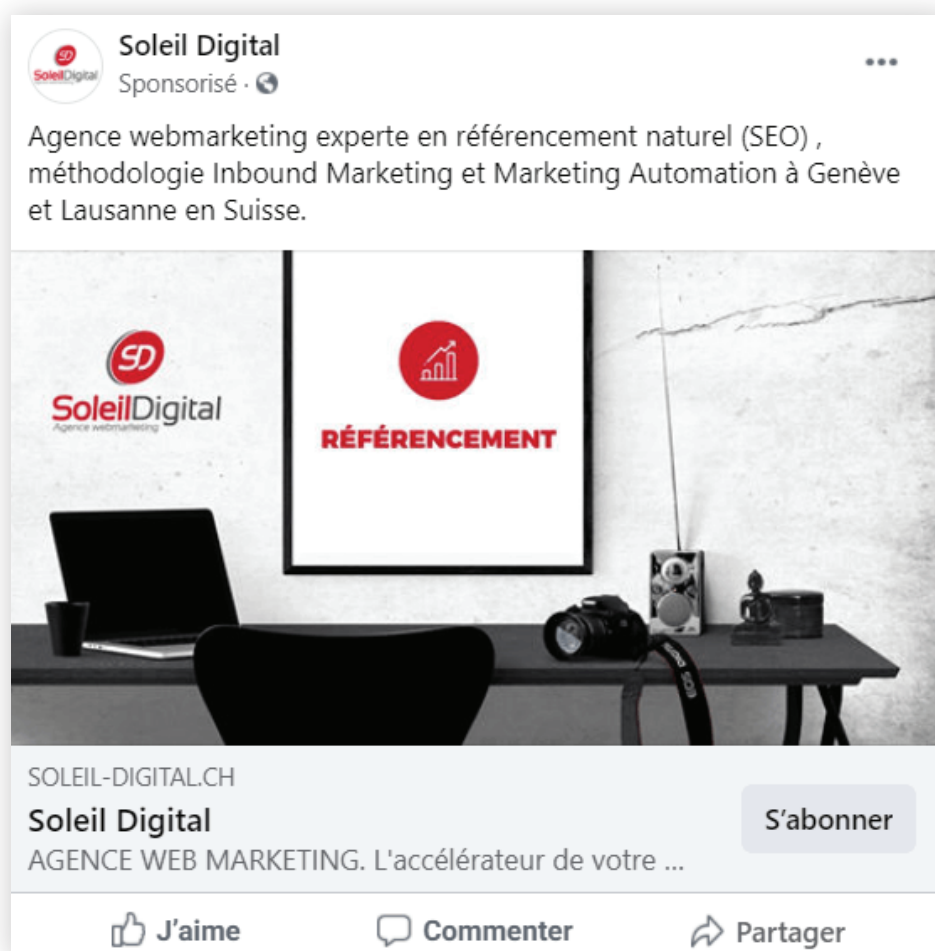 Soleil Digital
SD
SoleilDigital
Sponsorisé ·
Agence webmarketing experte en référencement naturel (SEO) ,
méthodologie Inbound Marketing et Marketing Automation à Genève
et Lausanne en Suisse.
SD
SoleilDigital
Agence webmarketing
RÉFÉRENCEMENT
SOLEIL-DIGITAL.CH
Soleil Digital
AGENCE WEB MARKETING. L'accélérateur de votre ...
S'abonner
J'aime
Commenter
Partager